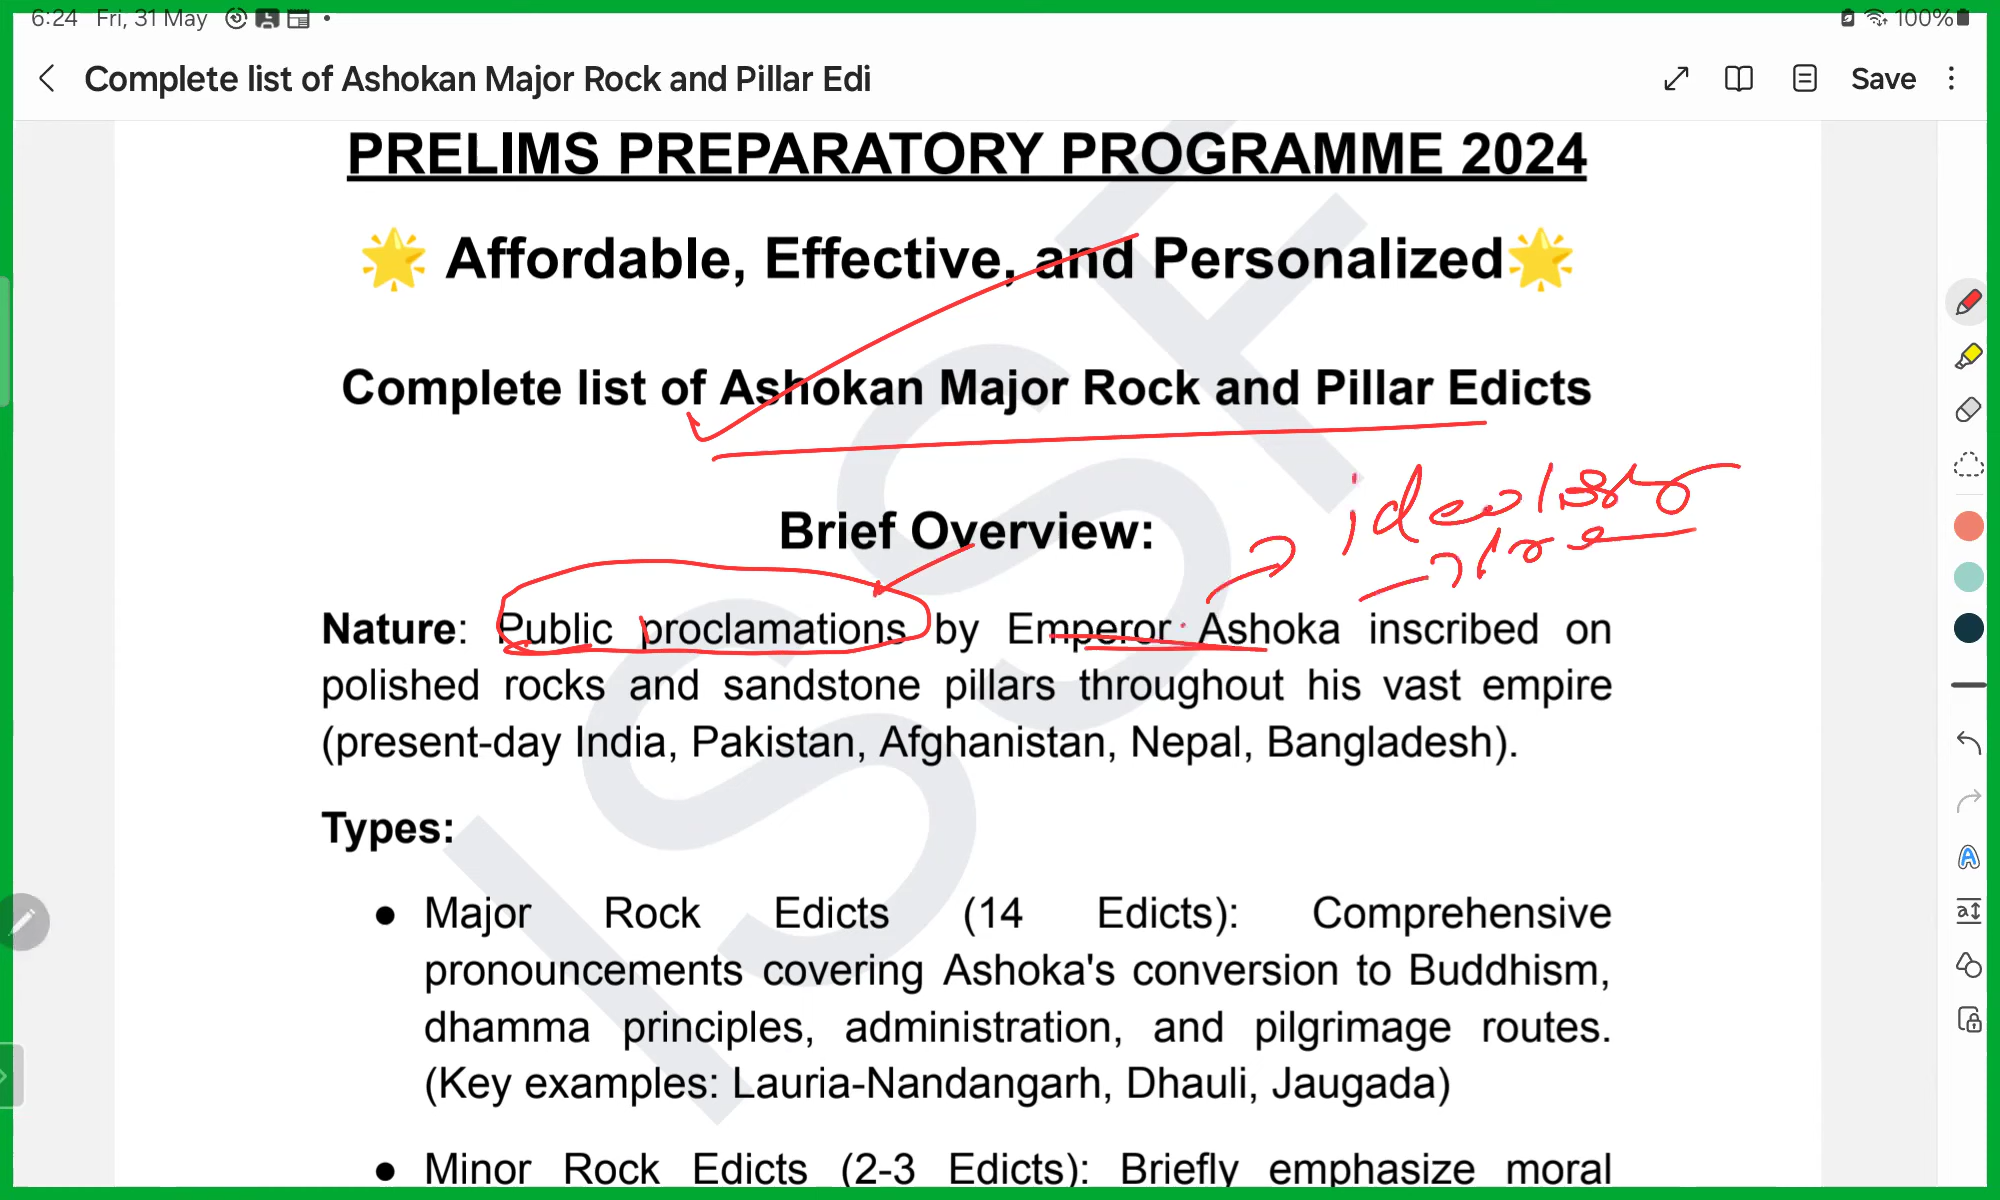 6:24 Fri, 31 May 100%
Complete list of Ashokan Major Rock and Pillar Edi Save
PRELIMS PREPARATORY PROGRAMME 2024
🌟 Affordable, Effective, and Personalized🌟
Complete list of Ashokan Major Rock and Pillar Edicts
ideology
Brief Overview:
Nature: Public proclamations by Emperor Ashoka inscribed on
polished rocks and sandstone pillars throughout his vast empire
(present-day India, Pakistan, Afghanistan, Nepal, Bangladesh).
Types:
● Major Rock Edicts (14 Edicts): Comprehensive
pronouncements covering Ashoka's conversion to Buddhism,
dhamma principles, administration, and pilgrimage routes.
(Key examples: Lauria-Nandangarh, Dhauli, Jaugada)
● Minor Rock Edicts (2-3 Edicts): Briefly emphasize moral